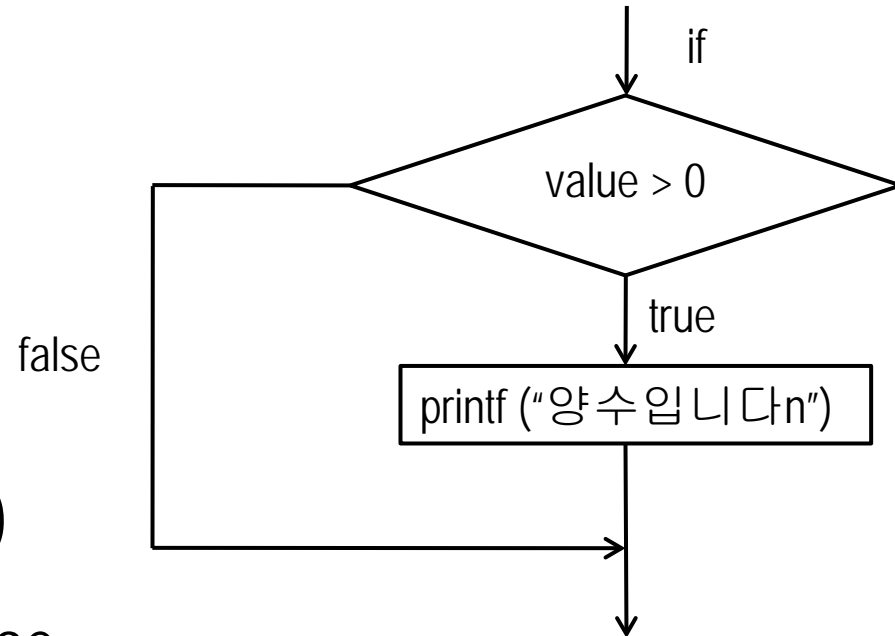 if
value > 0
true
false
printf (“양수입니다n”)
)